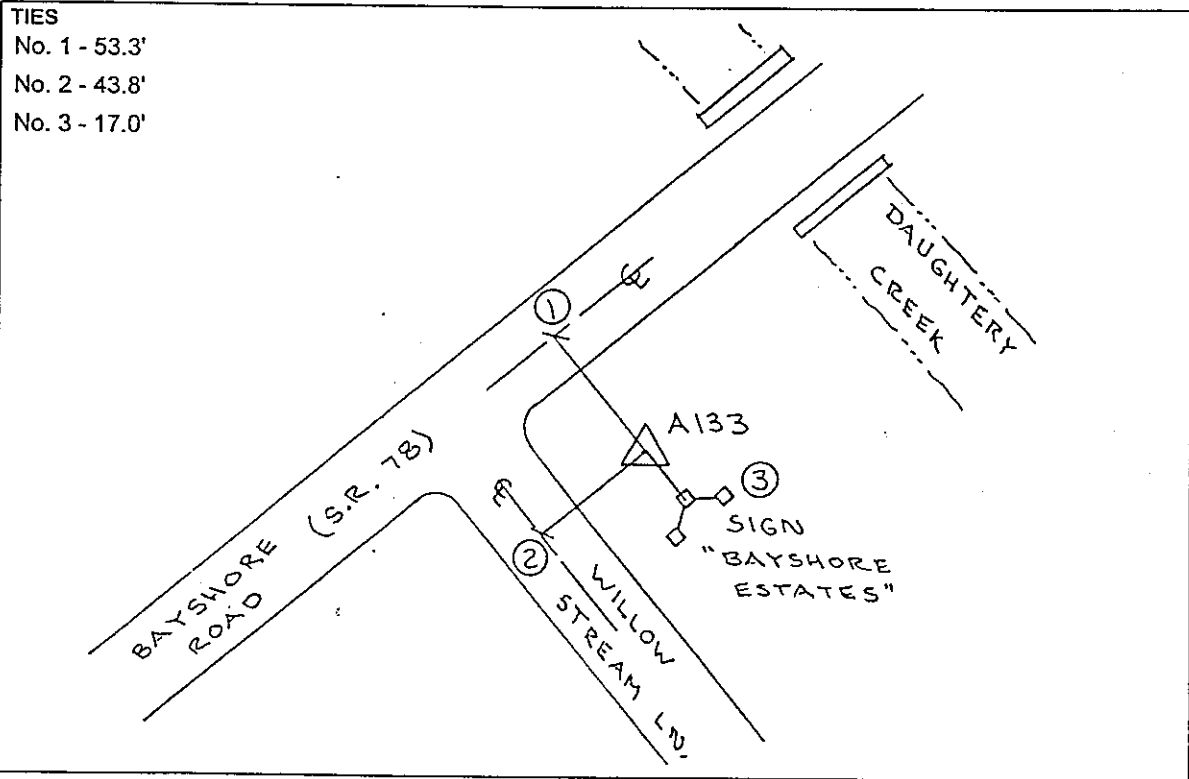 TIES
No. 1 - 53.3'
No. 2 - 43.8'
No. 3 - 17.0'
DAUGHTERY
CREEK
℄
1
A133
3
SIGN
"BAYSHORE
ESTATES"
BAYSHORE (S.R. 78)
ROAD
℄
2
WILLOW
STREAM LN.